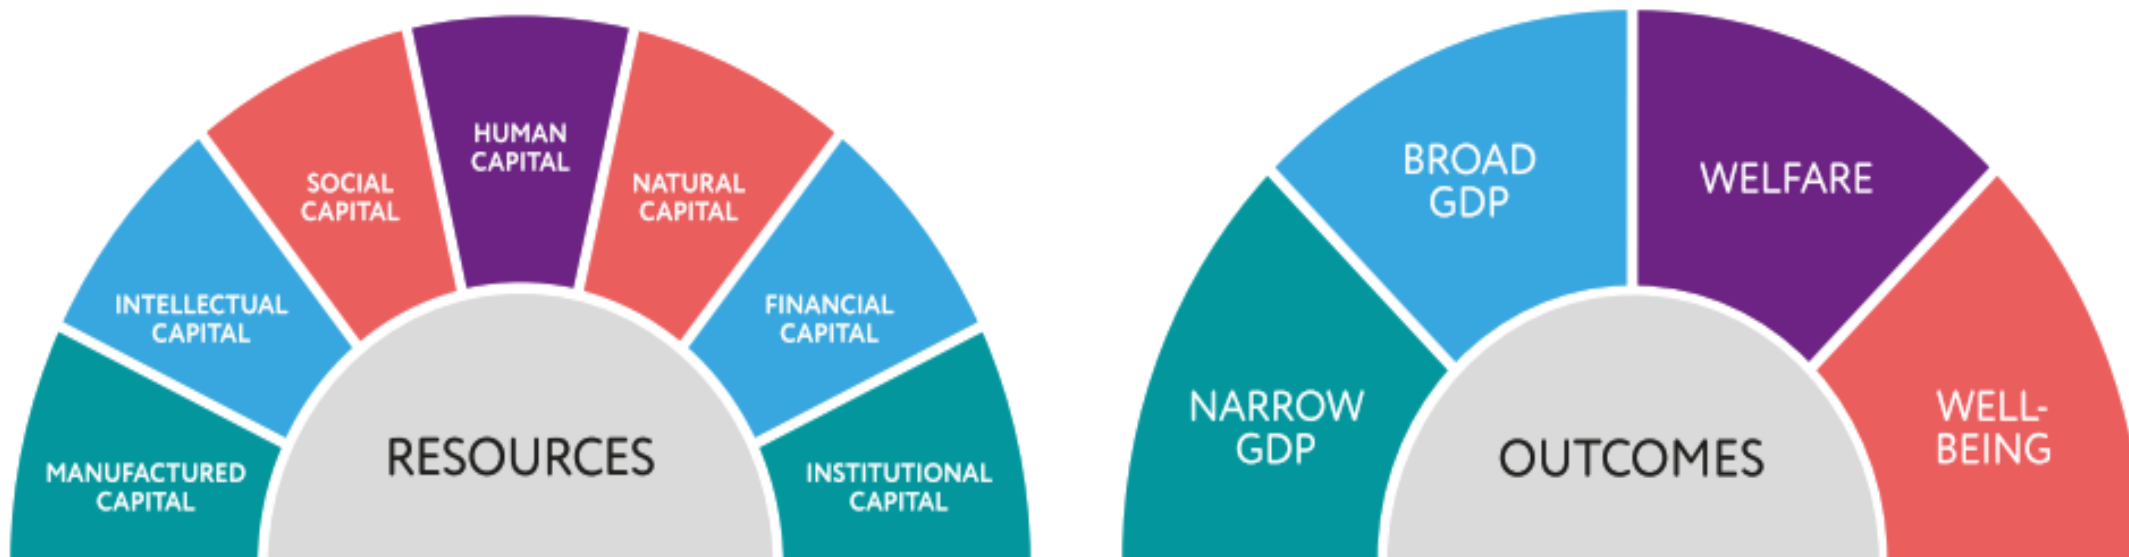 MANUFACTURED
CAPITAL
INTELLECTUAL
CAPITAL
SOCIAL
CAPITAL
HUMAN
CAPITAL
NATURAL
CAPITAL
FINANCIAL
CAPITAL
INSTITUTIONAL
CAPITAL
RESOURCES
NARROW
GDP
BROAD
GDP
WELFARE
WELL-
BEING
OUTCOMES